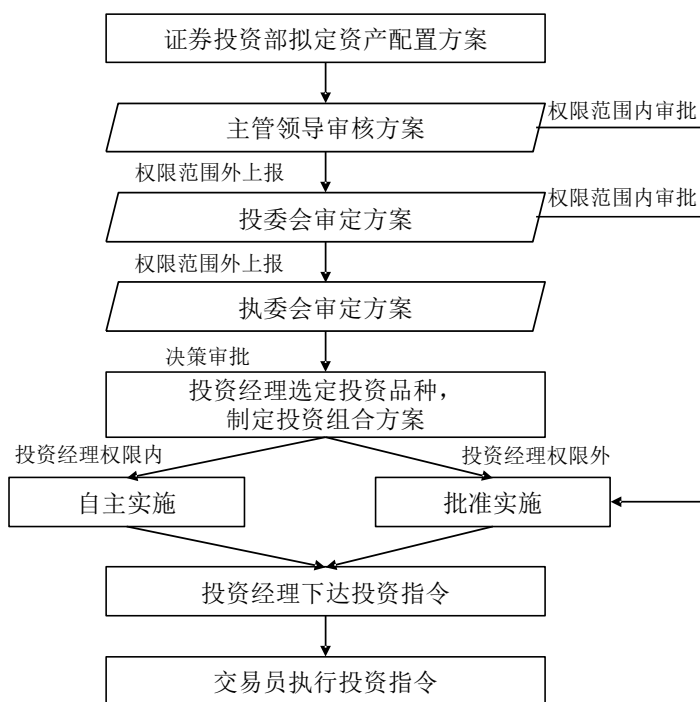 证券投资部拟定资产配置方案
主管领导审核方案
权限范围内审批
权限范围外上报
投委会审定方案
权限范围内审批
权限范围外上报
执委会审定方案
决策审批
投资经理选定投资品种，
制定投资组合方案
投资经理权限内
投资经理权限外
自主实施
批准实施
投资经理下达投资指令
交易员执行投资指令